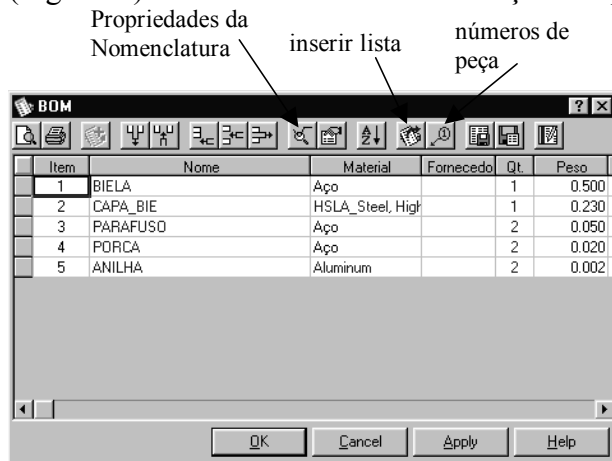 Propriedades da
Nomenclatura
inserir lista
números de
peça
BOM
Item Nome Material Fornecedo Qt. Peso
1 BIELA Aço 1 0.500
2 CAPA_BIE HSLA_Steel, High 1 0.230
3 PARAFUSO Aço 2 0.050
4 PORCA Aço 2 0.020
5 ANILHA Aluminum 2 0.002
OK Cancel Apply Help